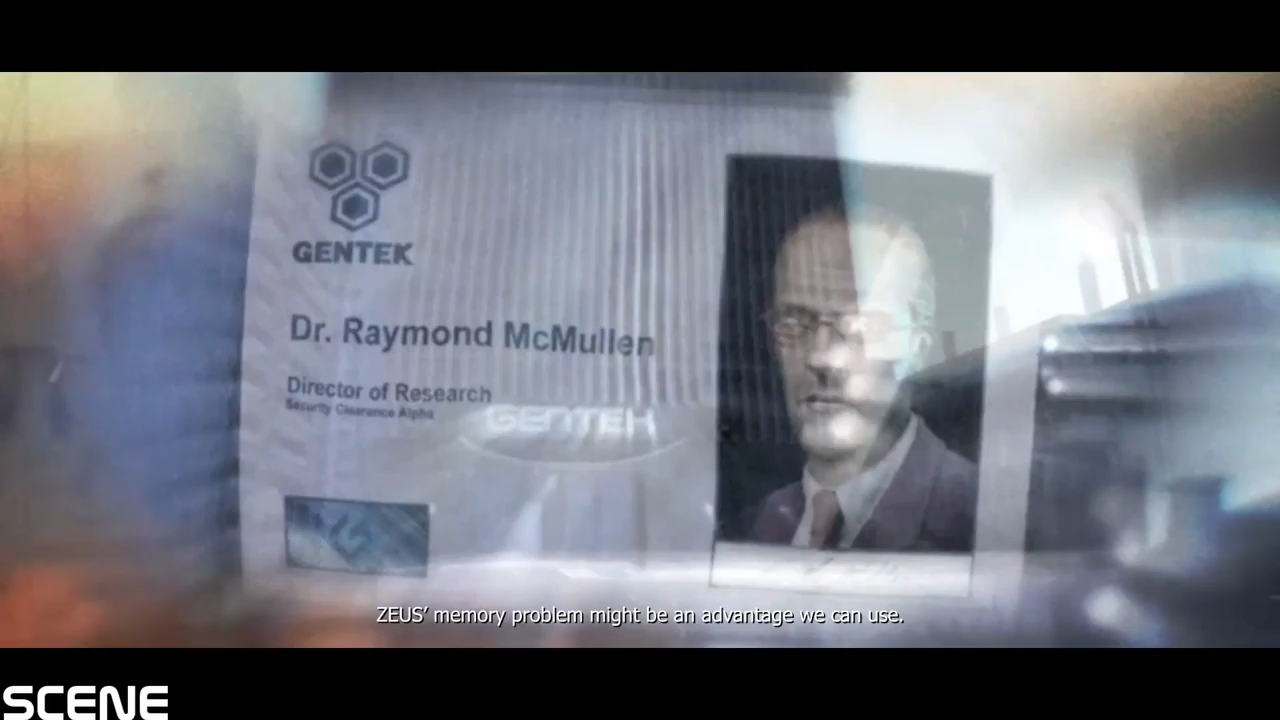 GENTEK
Dr. Raymond McMullen
Director of Research
Security Clearance Alpha
GENTEK
ZEUS’ memory problem might be an advantage we can use.
SCENE